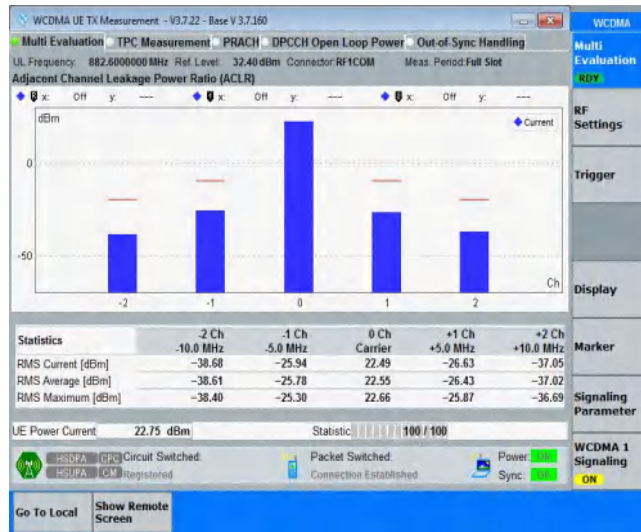 WCDMA UE TX Measurement - V3.7.22 - Base V 3.7.160
WCDMA
Multi Evaluation TPC Measurement PRACH DPCCH Open Loop Power Out-of-Sync Handling
Multi Evaluation
RDY
UL Frequency: 882.6000000 MHz Ref. Level: 32.40 dBm Connector: RF1COM Meas. Period: Full Slot
Adjacent Channel Leakage Power Ratio (ACLR)
x: Off y: --- x: Off y: --- x: Off y: ---
dBm
Current
0
-50
Ch
-2 -1 0 1 2
RF Settings
Trigger
Display
Marker
Signaling Parameter
WCDMA 1 Signaling
ON
Statistics -2 Ch -1 Ch 0 Ch +1 Ch +2 Ch
-10.0 MHz -5.0 MHz Carrier +5.0 MHz +10.0 MHz
RMS Current [dBm] -38.68 -25.94 22.49 -26.63 -37.05
RMS Average [dBm] -38.61 -25.78 22.55 -26.43 -37.02
RMS Maximum [dBm] -38.40 -25.30 22.66 -25.87 -36.69
UE Power Current 22.75 dBm Statistic 100 / 100
HSDPA CPC Circuit Switched: Packet Switched: Power: ON
HSUPA CM Registered Connection Established Sync: ON
Go To Local
Show Remote Screen